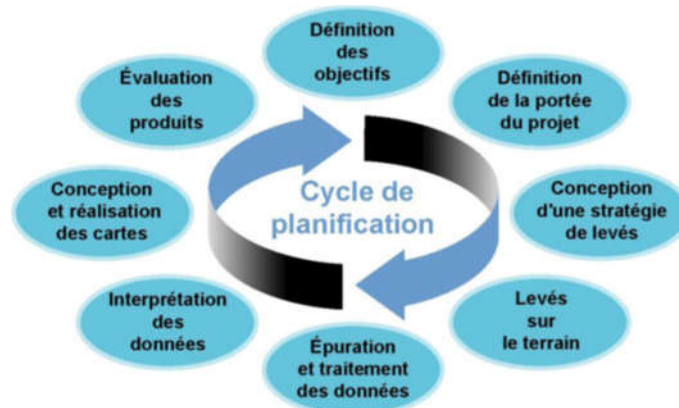 Définition
des
objectifs
Définition
de la portée
du projet
Conception
d'une stratégie
de levés
Levés
sur
le terrain
Épuration
et traitement
des données
Interprétation
des
données
Conception
et réalisation
des cartes
Évaluation
des
produits
Cycle de
planification